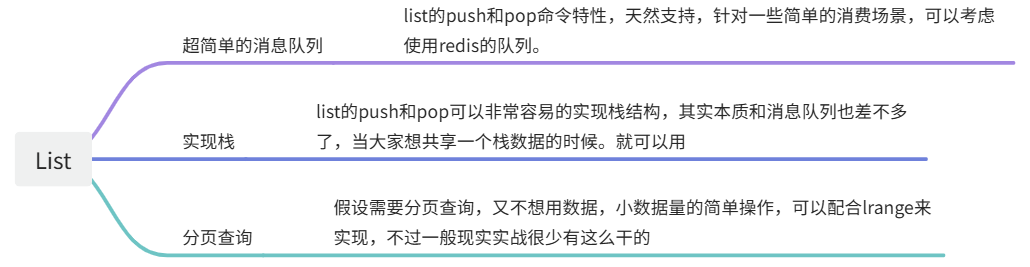 list的push和pop命令特性，天然支持，针对一些简单的消费场景，可以考虑
超简单的消息队列
使用redis的队列。
list的push和pop可以非常容易的实现栈结构，其实本质和消息队列也差不多
实现栈
了，当大家想共享一个栈数据的时候。就可以用
List
假设需要分页查询，又不想用数据，小数据量的简单操作，可以配合lrange来
分页查询
实现，不过一般现实实战很少有这么干的